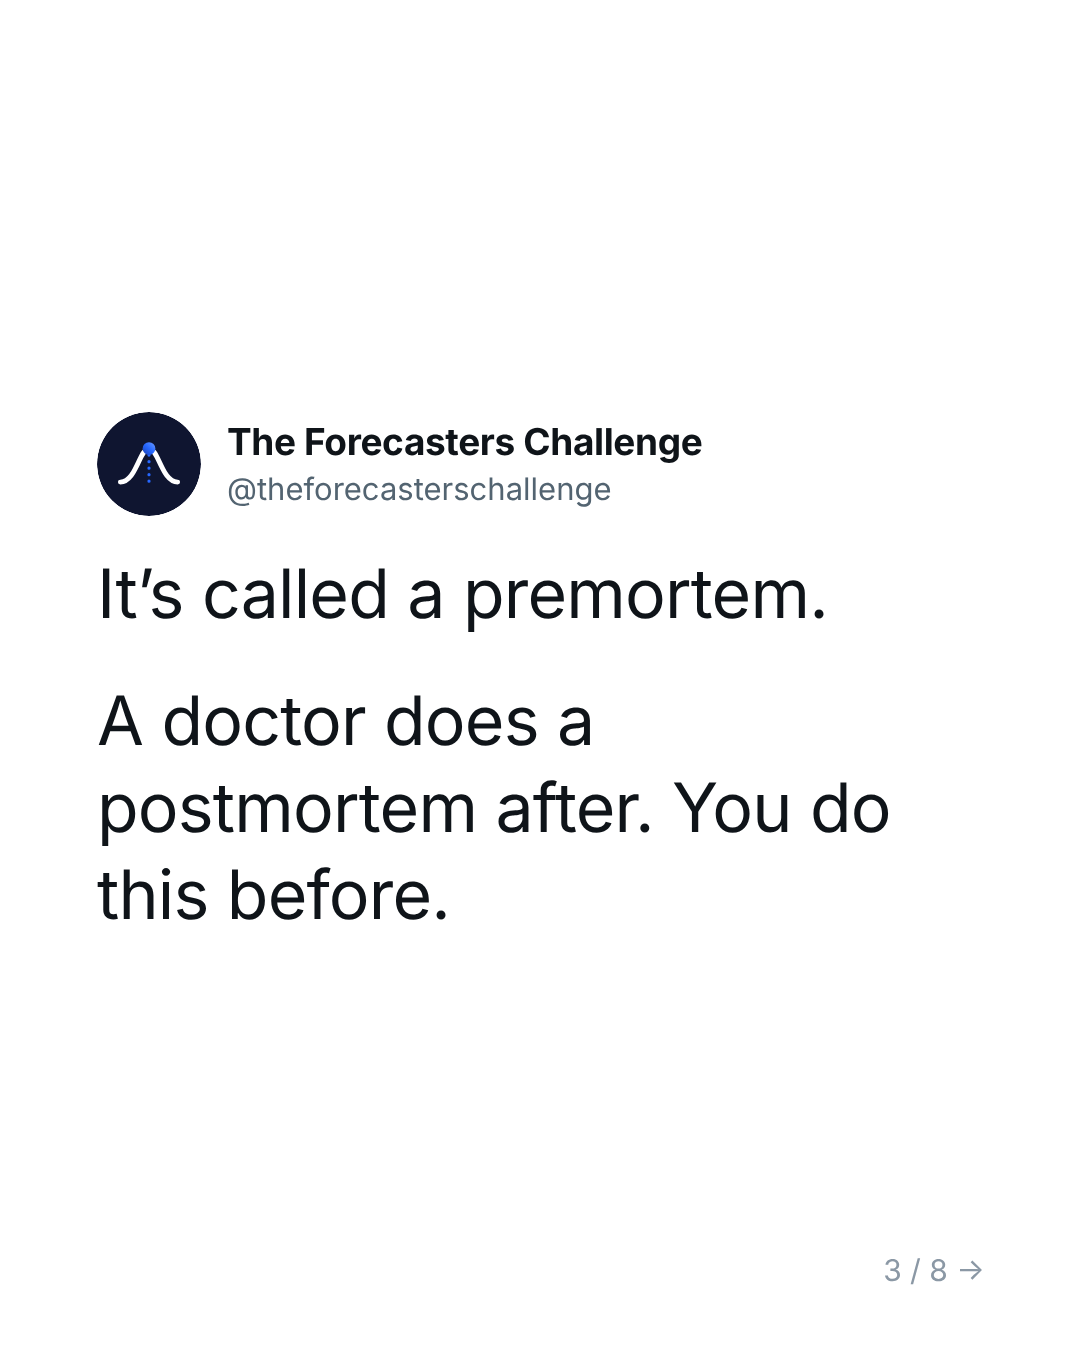 The Forecasters Challenge
@theforecasterschallenge
It’s called a premortem.
A doctor does a
postmortem after. You do
this before.
3 / 8 →